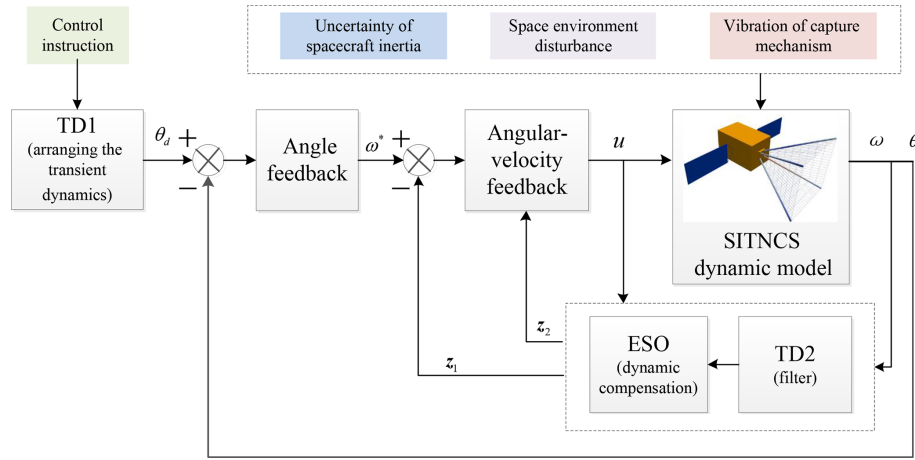 Control
instruction
Uncertainty of
spacecraft inertia
Space environment
disturbance
Vibration of capture
mechanism
TD1
(arranging the
transient
dynamics)
θd
+
−
Angle
feedback
ω*
+
−
Angular-
velocity
feedback
u
SITNCS
dynamic model
ω
θ
z2
z1
ESO
(dynamic
compensation)
TD2
(filter)